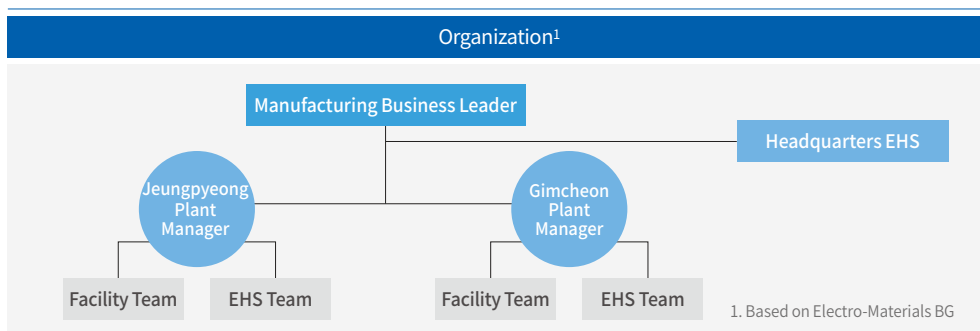 Organization1
Manufacturing Business Leader
Headquarters EHS
Jeungpyeong
Plant
Manager
Gimcheon
Plant
Manager
Facility Team
EHS Team
Facility Team
EHS Team
1. Based on Electro-Materials BG